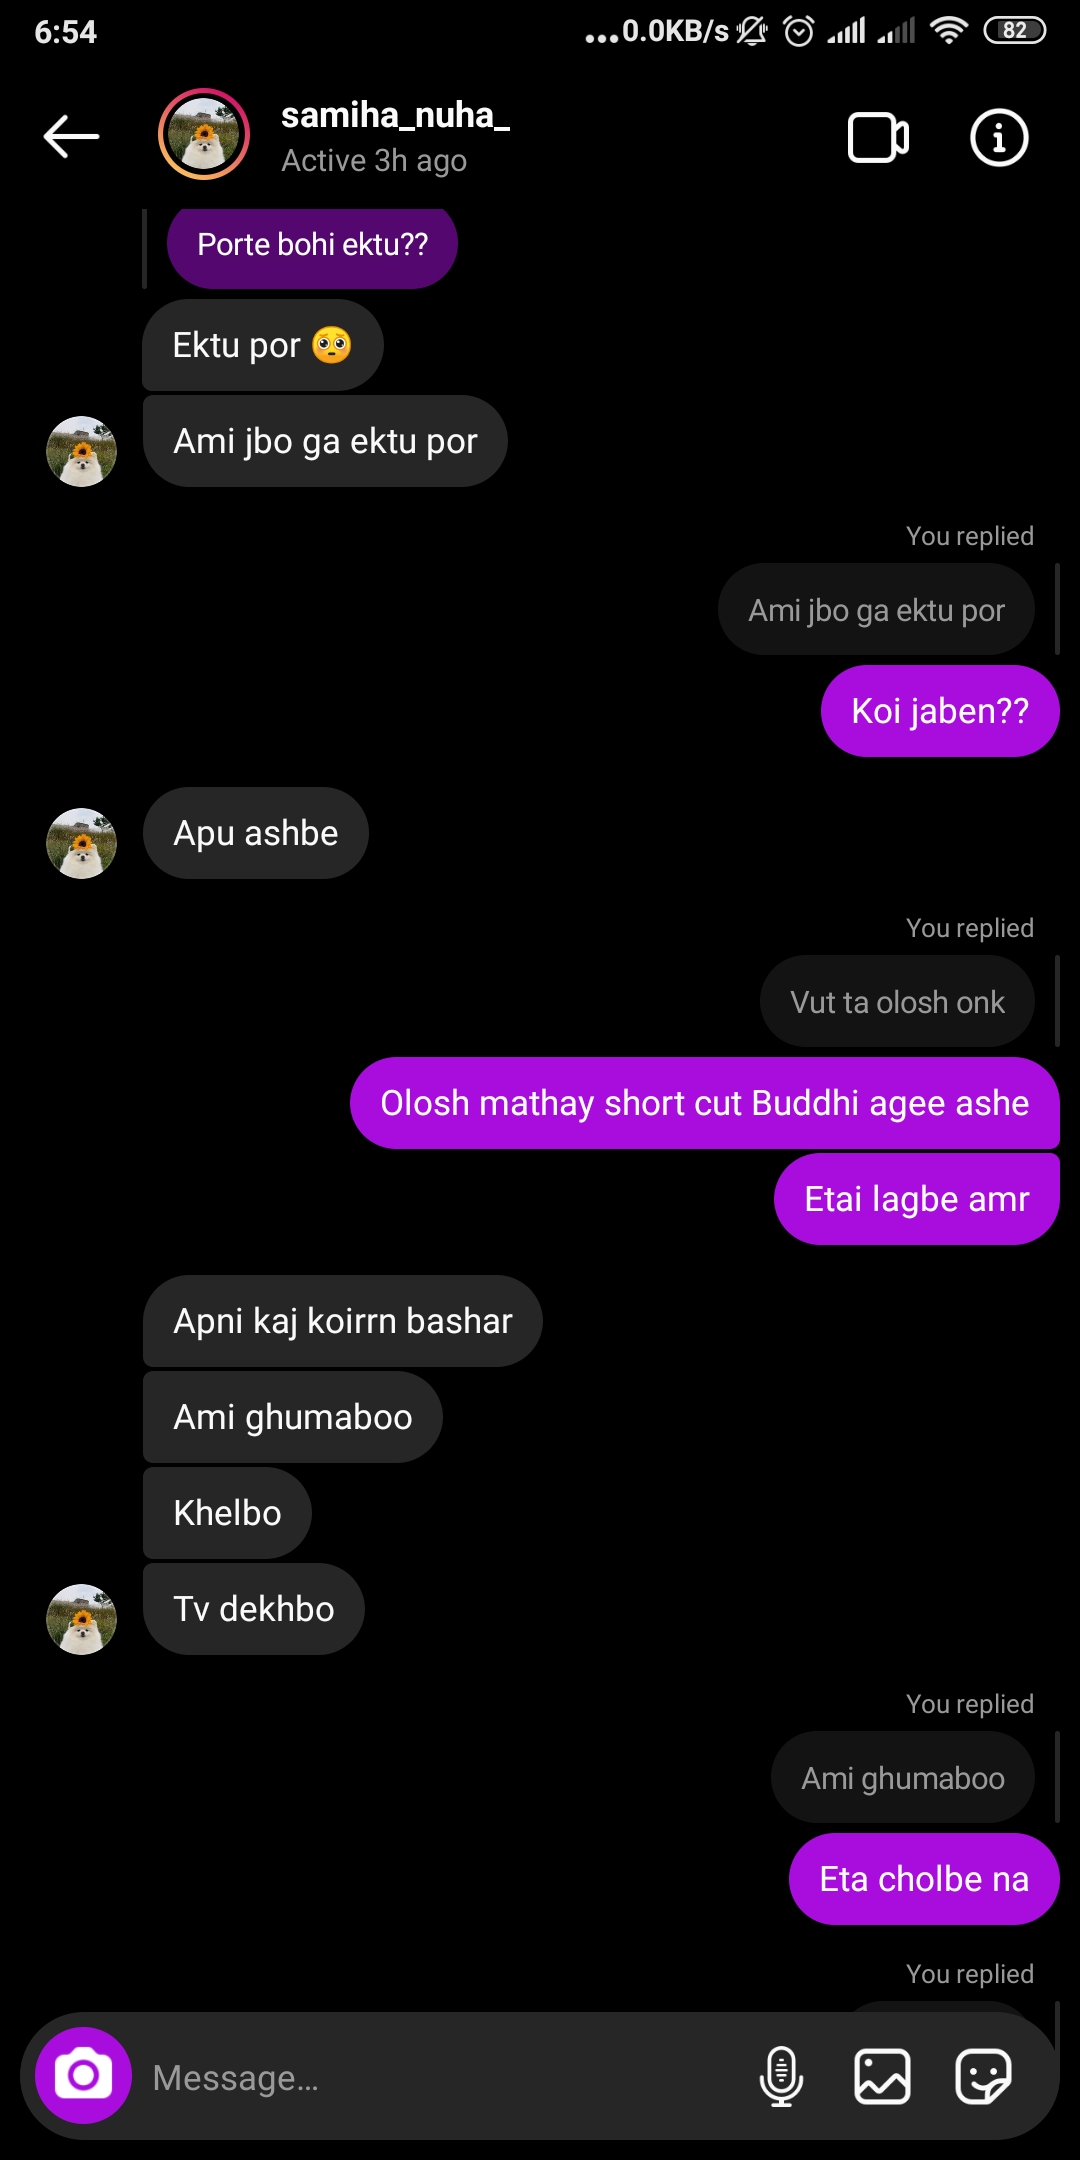 6:54
...0.0KB/s
82
samiha_nuha_
Active 3h ago
Porte bohi ektu??
Ektu por 🥺
Ami jbo ga ektu por
You replied
Ami jbo ga ektu por
Koi jaben??
Apu ashbe
You replied
Vut ta olosh onk
Olosh mathay short cut Buddhi agee ashe
Etai lagbe amr
Apni kaj koirrn bashar
Ami ghumaboo
Khelbo
Tv dekhbo
You replied
Ami ghumaboo
Eta cholbe na
You replied
Message...